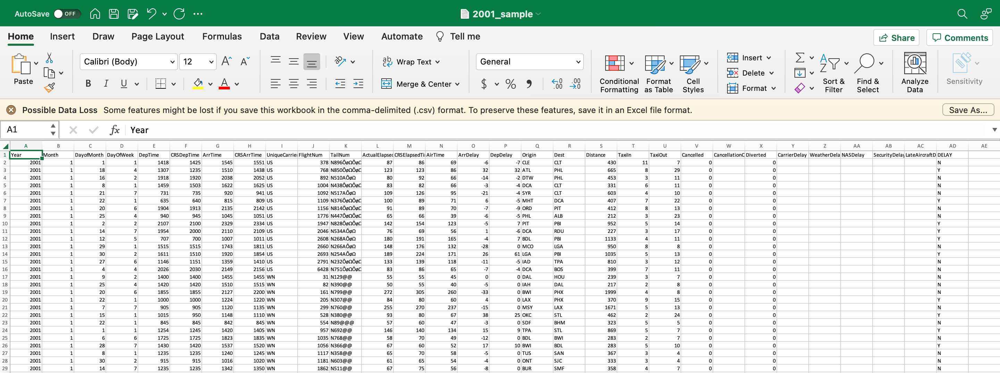 AutoSave OFF 2001_sample
Home Insert Draw Page Layout Formulas Data Review View Automate Tell me Share Comments
Paste Calibri (Body) 12 Wrap Text General Conditional Formatting Format as Table Cell Styles Insert Delete Format Sort & Filter Find & Select Analyze Data Sensitivity
B I U A Merge & Center $ % ,
Possible Data Loss Some features might be lost if you save this workbook in the comma-delimited (.csv) format. To preserve these features, save it in an Excel file format. Save As...
A1 fx Year
A B C D E F G H I J K L M N O P Q R S T U V W X Y Z AA AB AC AD AE
1 Year Month DayofMonth DayOfWeek DepTime CRSDepTime ArrTime CRSArrTime UniqueCarrie FlightNum TailNum ActualElapsed CRSElapsedTi AirTime ArrDelay DepDelay Origin Dest Distance TaxiIn TaxiOut Cancelled CancellationC Diverted CarrierDelay WeatherDela NASDelay SecurityDelay LateAircraftD DELAY
2 2001 1 1 1 1418 1425 1545 1551 US 378 N896ÔøΩÔøΩ 87 86 69 -6 -7 CLE CLT 430 11 7 0 0 N
3 2001 1 18 4 1307 1235 1510 1438 US 768 N850ÔøΩÔøΩ 123 123 86 32 32 ATL PHL 665 8 29 0 0 Y
4 2001 1 16 2 1918 1920 2038 2052 US 892 N510AÔøΩ 80 92 66 -14 -2 DTW PHL 453 3 11 0 0 N
5 2001 1 8 1 1459 1503 1622 1625 US 1004 N438ÔøΩÔøΩ 83 82 66 -3 -4 DCA CLT 331 6 11 0 0 N
6 2001 1 21 7 731 735 920 941 US 1092 N517AÔøΩ 109 126 95 -21 -4 SYR CLT 603 4 10 0 0 N
7 2001 1 22 1 635 640 815 809 US 1109 N376ÔøΩÔøΩ 100 89 71 6 -5 MHT DCA 407 7 22 0 0 Y
8 2001 1 20 6 1904 1913 2135 2142 US 1156 N814ÔøΩÔøΩ 91 89 70 -7 -9 ORD PIT 412 8 13 0 0 N
9 2001 1 25 4 940 945 1045 1051 US 1776 N447ÔøΩÔøΩ 65 66 39 -6 -5 PHL ALB 212 3 23 0 0 N
10 2001 1 2 2 2107 2100 2329 2334 US 1947 N828ÔøΩÔøΩ 142 154 123 -5 7 PIT PBI 952 5 14 0 0 Y
11 2001 1 14 7 1954 2000 2110 2109 US 2046 N534AÔøΩ 76 69 56 1 -6 DCA RDU 227 3 17 0 0 Y
12 2001 1 12 5 707 700 1007 1011 US 2608 N268AÔøΩ 180 191 165 -4 7 BDL PBI 1133 4 11 0 0 Y
13 2001 1 29 1 1515 1515 1743 1811 US 2660 N266AÔøΩ 148 176 132 -28 0 MCO LGA 950 8 8 0 0 N
14 2001 1 30 2 1611 1510 1920 1854 US 2693 N254AÔøΩ 189 224 171 26 61 LGA PBI 1035 5 13 0 0 Y
15 2001 1 27 6 1146 1151 1359 1410 US 2791 N232ÔøΩÔøΩ 133 139 118 -11 -5 IAD TPA 810 3 12 0 0 N
16 2001 1 4 4 2026 2030 2149 2156 US 6428 N751ÔøΩÔøΩ 83 86 65 -7 -4 DCA BOS 399 7 11 0 0 N
17 2001 1 9 2 1400 1400 1455 1455 WN 31 N129@@ 55 55 45 0 0 DAL HOU 239 3 7 0 0 N
18 2001 1 25 4 1420 1420 1510 1515 WN 82 N390@@ 50 55 40 -5 0 IAH DAL 217 2 8 0 0 N
19 2001 1 20 6 1855 1855 2127 2200 WN 161 N799@@ 272 305 260 -33 0 BWI PHX 1999 4 8 0 0 N
20 2001 1 22 1 1000 1000 1224 1220 WN 205 N307@@ 84 80 60 4 0 LAX PHX 370 9 15 0 0 Y
21 2001 1 7 7 905 905 1120 1135 WN 299 N760@@ 255 270 237 -15 0 MSY LAX 1671 5 13 0 0 N
22 2001 1 15 1 1015 950 1148 1110 WN 528 N380@@ 93 80 67 38 25 OKC STL 462 2 24 0 0 Y
23 2001 1 22 1 845 845 842 845 WN 554 N89@@@ 57 60 47 -3 0 SDF BHM 323 5 5 0 0 N
24 2001 1 1 1 1254 1245 1420 1405 WN 957 N692@@ 146 140 134 15 9 TPA STL 869 5 7 0 0 Y
25 2001 1 6 6 1725 1725 1823 1835 WN 1035 N768@@ 58 70 49 -12 0 BDL BWI 283 2 7 0 0 N
26 2001 1 28 7 1430 1420 1537 1520 WN 1056 N366@@ 67 60 52 17 10 BWI BDL 283 5 10 0 0 Y
27 2001 1 8 1 1235 1235 1240 1245 WN 1117 N358@@ 65 70 58 -5 0 TUS SAN 367 3 4 0 0 N
28 2001 1 30 2 915 915 1016 1020 WN 1181 N603@@ 61 65 54 -4 0 ONT SJC 333 3 4 0 0 N
29 2001 1 14 7 1235 1235 1342 1350 WN 1862 N511@@ 67 75 56 -8 0 BUR SMF 358 4 7 0 0 N